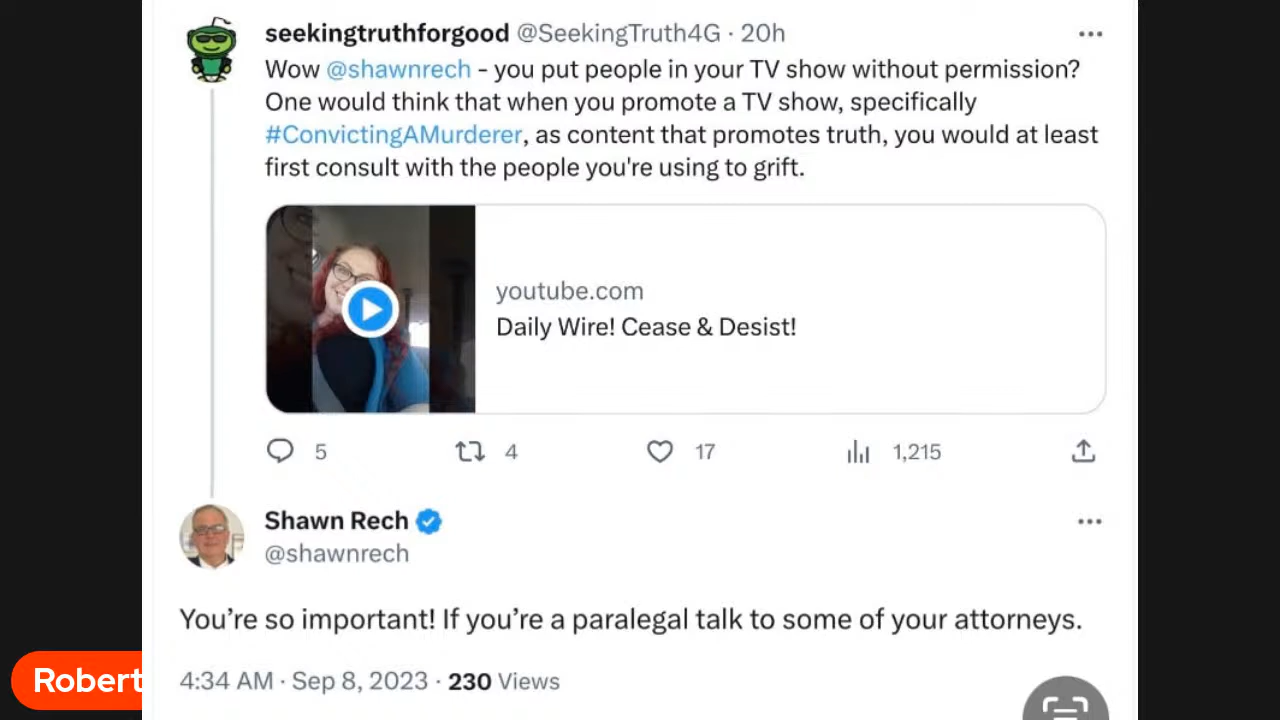 seekingtruthforgood @SeekingTruth4G · 20h
Wow @shawnrech - you put people in your TV show without permission?
One would think that when you promote a TV show, specifically
#ConvictingAMurderer, as content that promotes truth, you would at least
first consult with the people you're using to grift.
youtube.com
Daily Wire! Cease & Desist!
5 4 17 1,215
Shawn Rech
@shawnrech
You’re so important! If you’re a paralegal talk to some of your attorneys.
Robert
4:34 AM · Sep 8, 2023 · 230 Views